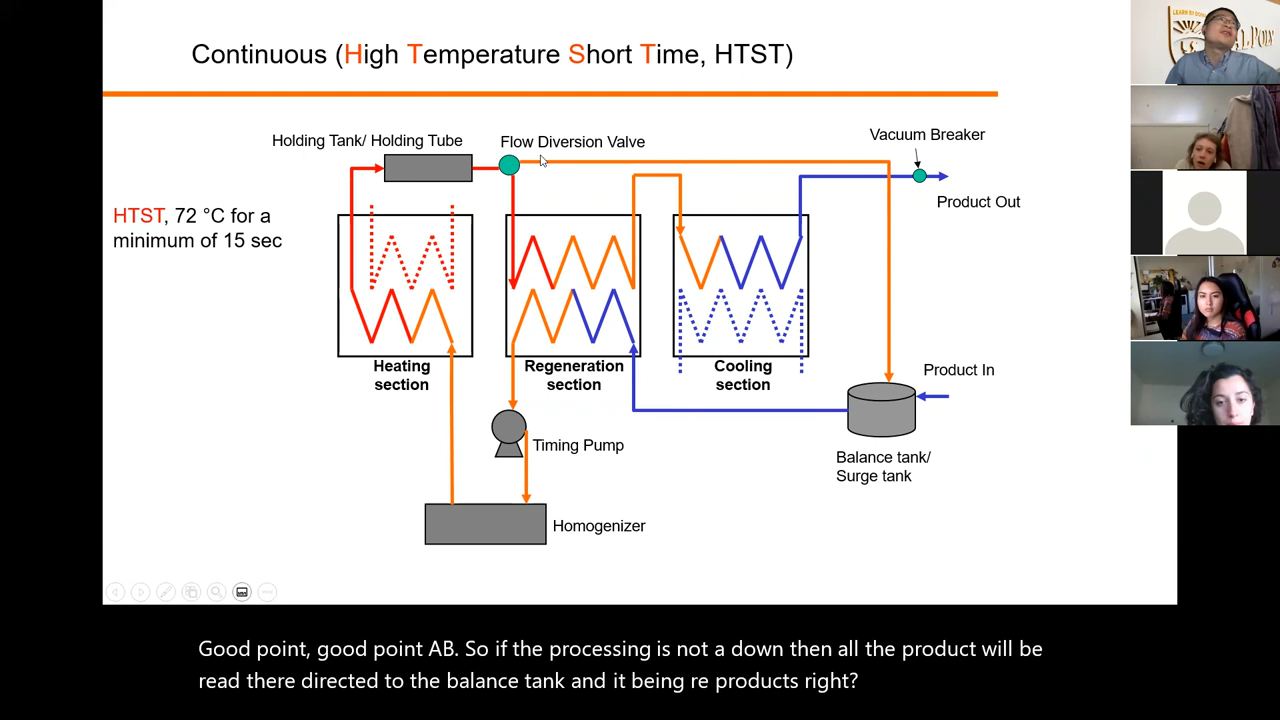 Continuous (High Temperature Short Time, HTST)
Holding Tank/ Holding Tube
Flow Diversion Valve
Vacuum Breaker
Product Out
HTST, 72 °C for a
minimum of 15 sec
Heating
section
Regeneration
section
Cooling
section
Product In
Timing Pump
Balance tank/
Surge tank
Homogenizer
Good point, good point AB. So if the processing is not a down then all the product will be
read there directed to the balance tank and it being re products right?